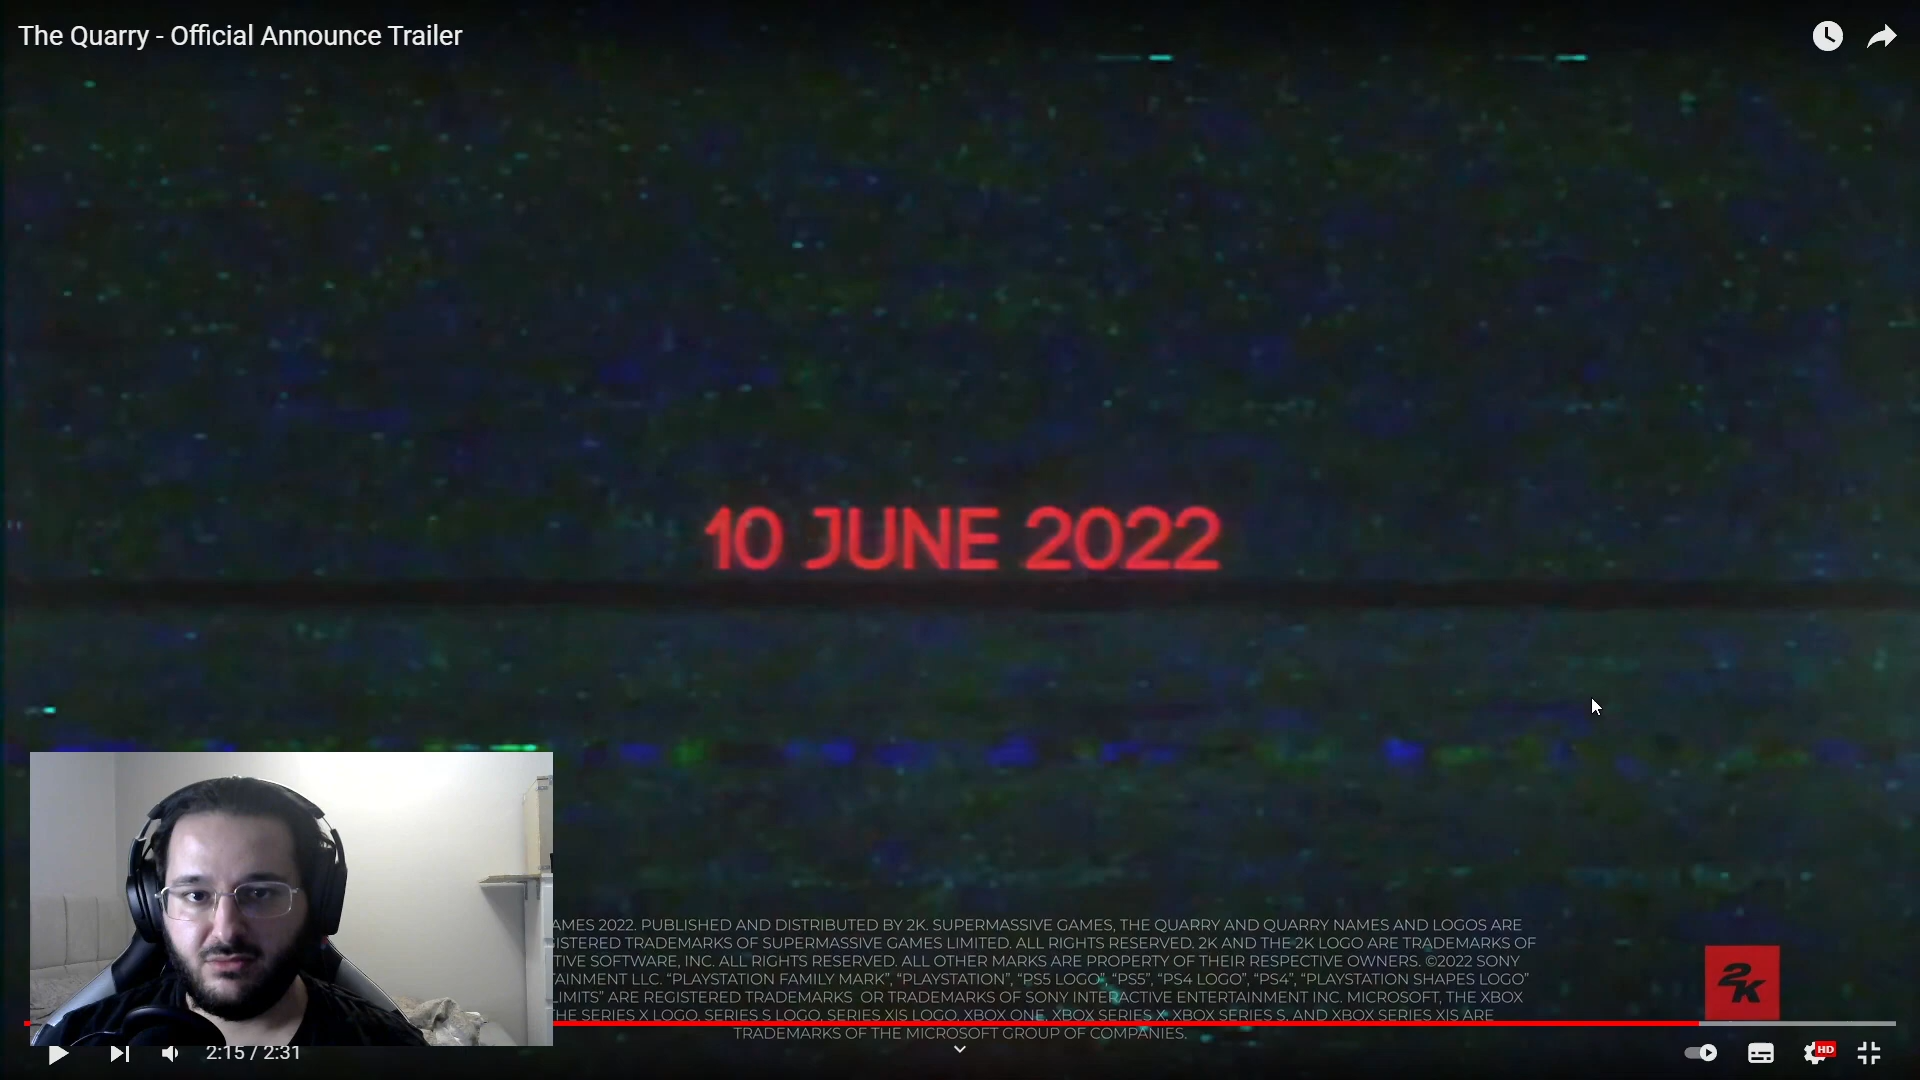 The Quarry - Official Announce Trailer
10 JUNE 2022
AMES 2022. PUBLISHED AND DISTRIBUTED BY 2K. SUPERMASSIVE GAMES, THE QUARRY AND QUARRY NAMES AND LOGOS ARE
ISTERED TRADEMARKS OF SUPERMASSIVE GAMES LIMITED. ALL RIGHTS RESERVED. 2K AND THE 2K LOGO ARE TRADEMARKS OF
TIVE SOFTWARE, INC. ALL RIGHTS RESERVED. ALL OTHER MARKS ARE PROPERTY OF THEIR RESPECTIVE OWNERS. ©2022 SONY
TAINMENT LLC. “PLAYSTATION FAMILY MARK”, “PLAYSTATION”, “PS5 LOGO”, “PS5”, “PS4 LOGO”, “PS4”, “PLAYSTATION SHAPES LOGO”
LIMITS” ARE REGISTERED TRADEMARKS OR TRADEMARKS OF SONY INTERACTIVE ENTERTAINMENT INC. MICROSOFT, THE XBOX
HE SERIES X LOGO, SERIES S LOGO, SERIES X|S LOGO, XBOX ONE, XBOX SERIES X, XBOX SERIES S, AND XBOX SERIES X|S ARE
TRADEMARKS OF THE MICROSOFT GROUP OF COMPANIES.
2K
2:15 / 2:31
HD